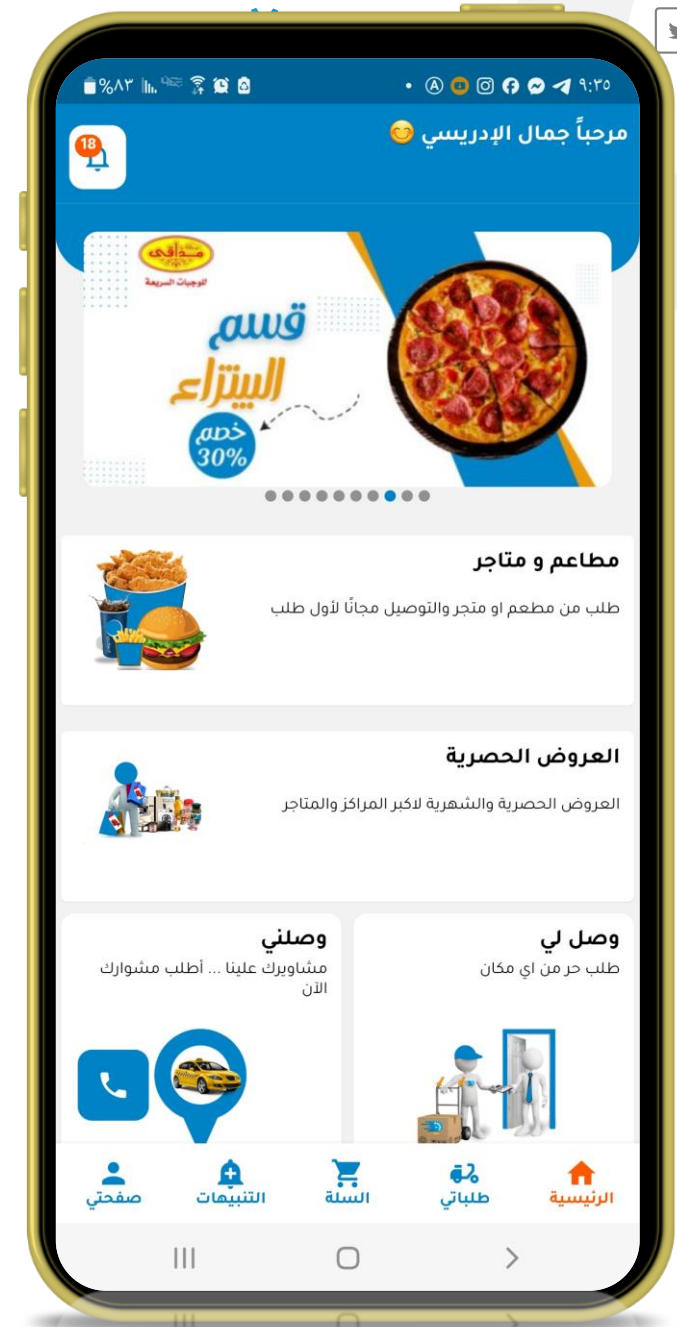 ٩:٣٥
%٨٣
مرحباً جمال الإدريسي 😊
18
مـذاقي
للوجبات السريعة
قسم
البيتزاء
خصم
30%
مطاعم و متاجر
طلب من مطعم او متجر والتوصيل مجانًا لأول طلب
العروض الحصرية
العروض الحصرية والشهرية لاكبر المراكز والمتاجر
وصل لي
طلب حر من اي مكان
وصلني
مشاويرك علينا ... أطلب مشوارك
الآن
الرئيسية
طلباتي
السلة
التنبيهات
صفحتي